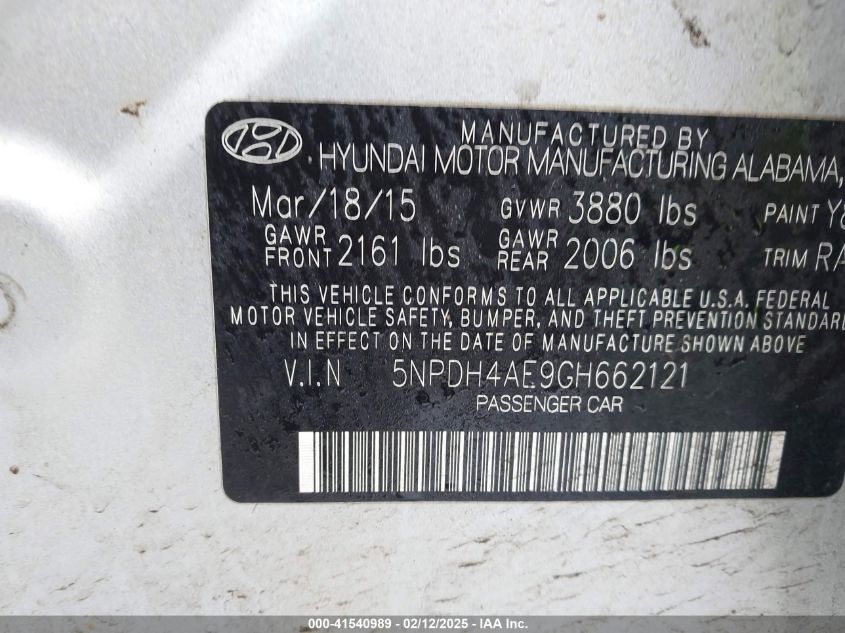 MANUFACTURED BY
HYUNDAI MOTOR MANUFACTURING ALABAMA,
Mar/18/15 GVWR 3880 lbs PAINT
GAWR FRONT 2161 lbs GAWR REAR 2006 lbs TRIM
THIS VEHICLE CONFORMS TO ALL APPLICABLE U.S.A. FEDERAL
MOTOR VEHICLE SAFETY, BUMPER, AND THEFT PREVENTION STANDARD
IN EFFECT ON THE DATE OF MANUFACTURE SHOWN ABOVE
V.I.N 5NPDH4AE9GH662121
PASSENGER CAR
000-41540989 - 02/12/2025 - IAA Inc.